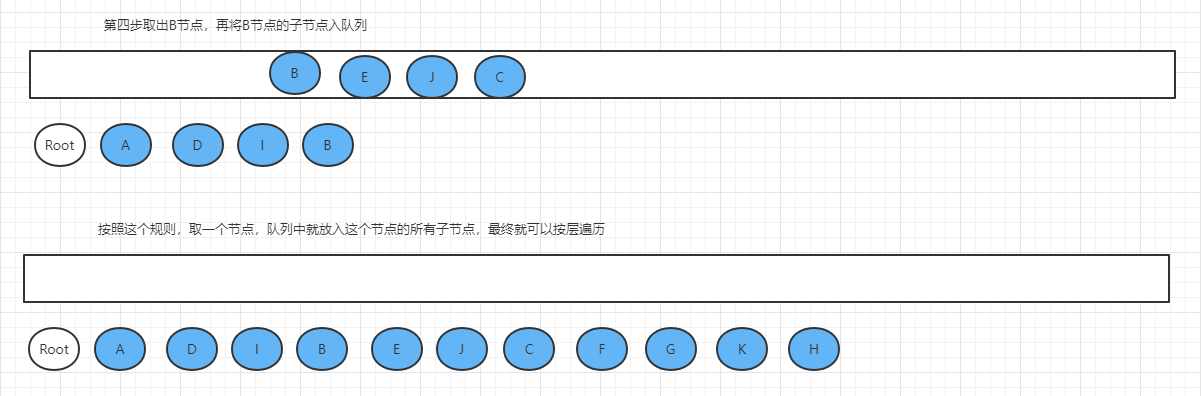 第四步取出B节点，再将B节点的子节点入队列
B E J C
Root A D I B
按照这个规则，取一个节点，队列中就放入这个节点的所有子节点，最终就可以按层遍历
Root A D I B E J C F G K H